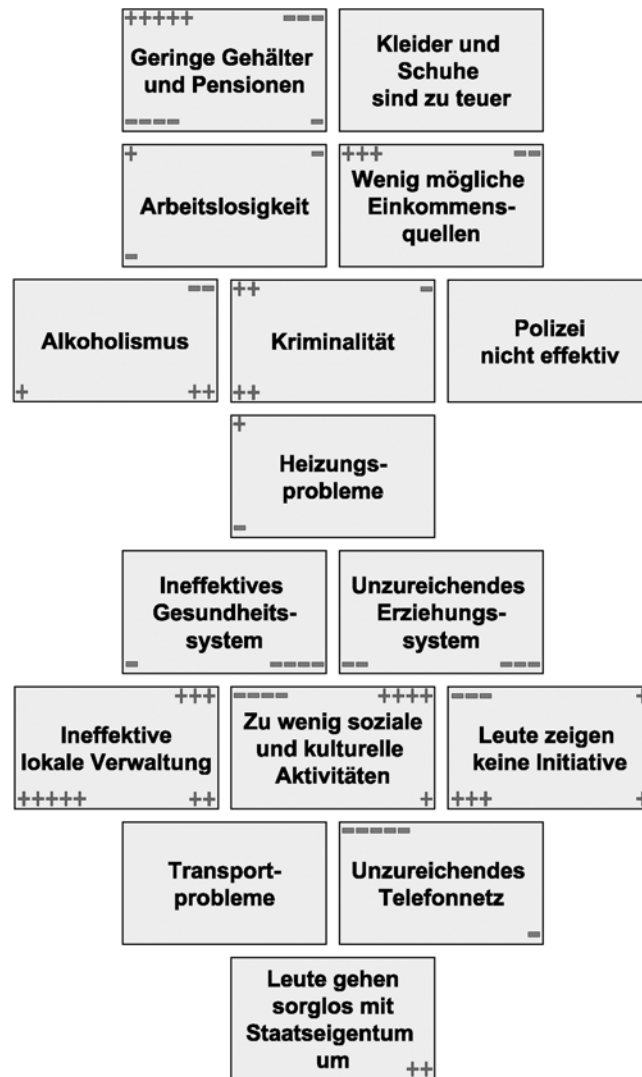 Geringe Gehälter
und Pensionen
Kleider und
Schuhe
sind zu teuer
Arbeitslosigkeit
Wenig mögliche
Einkommens-
quellen
Alkoholismus
Kriminalität
Polizei
nicht effektiv
Heizungs-
probleme
Ineffektives
Gesundheits-
system
Unzureichendes
Erziehungs-
system
Ineffektive
lokale Verwaltung
Zu wenig soziale
und kulturelle
Aktivitäten
Leute zeigen
keine Initiative
Transport-
probleme
Unzureichendes
Telefonnetz
Leute gehen
sorglos mit
Staatseigentum
um